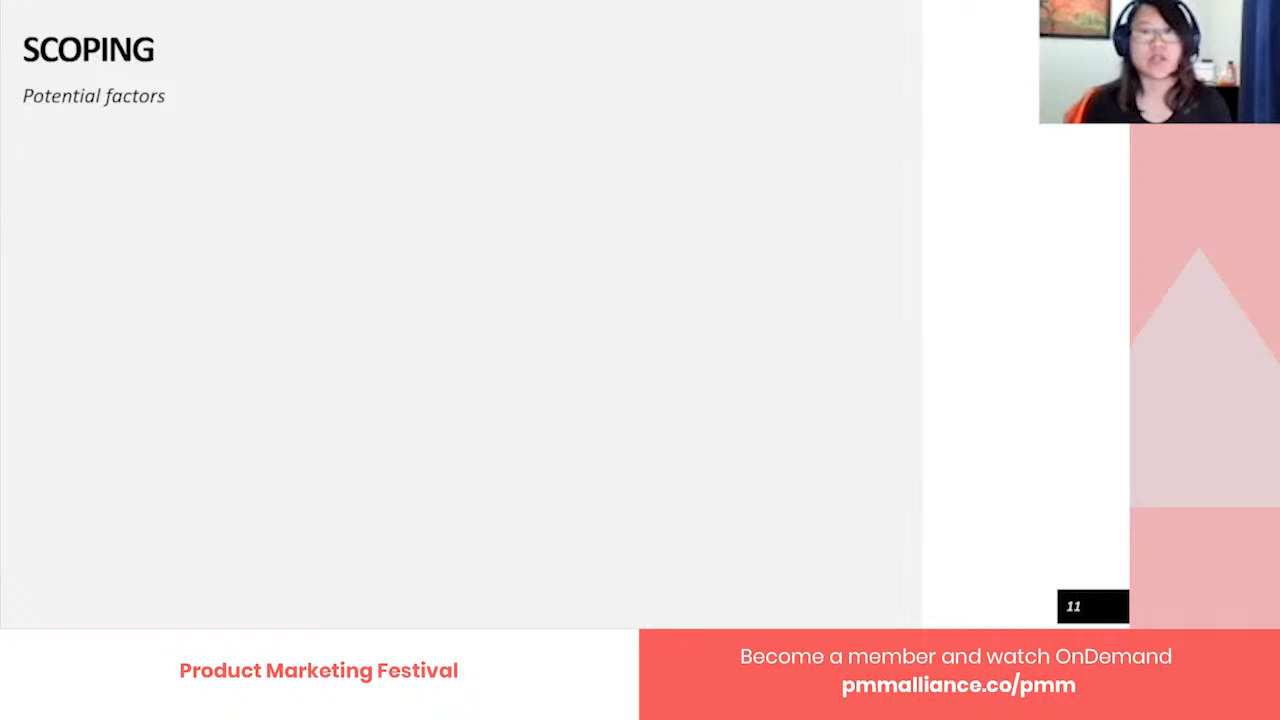 SCOPING
Potential factors
11
Product Marketing Festival
Become a member and watch OnDemand
pmmalliance.co/pmm